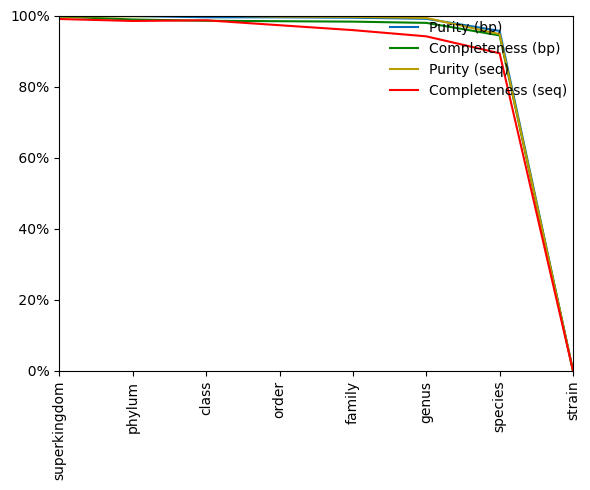 100%
80%
60%
40%
20%
0%
Purity (bp)
Completeness (bp)
Purity (seq)
Completeness (seq)
superkingdom
phylum
class
order
family
genus
species
strain